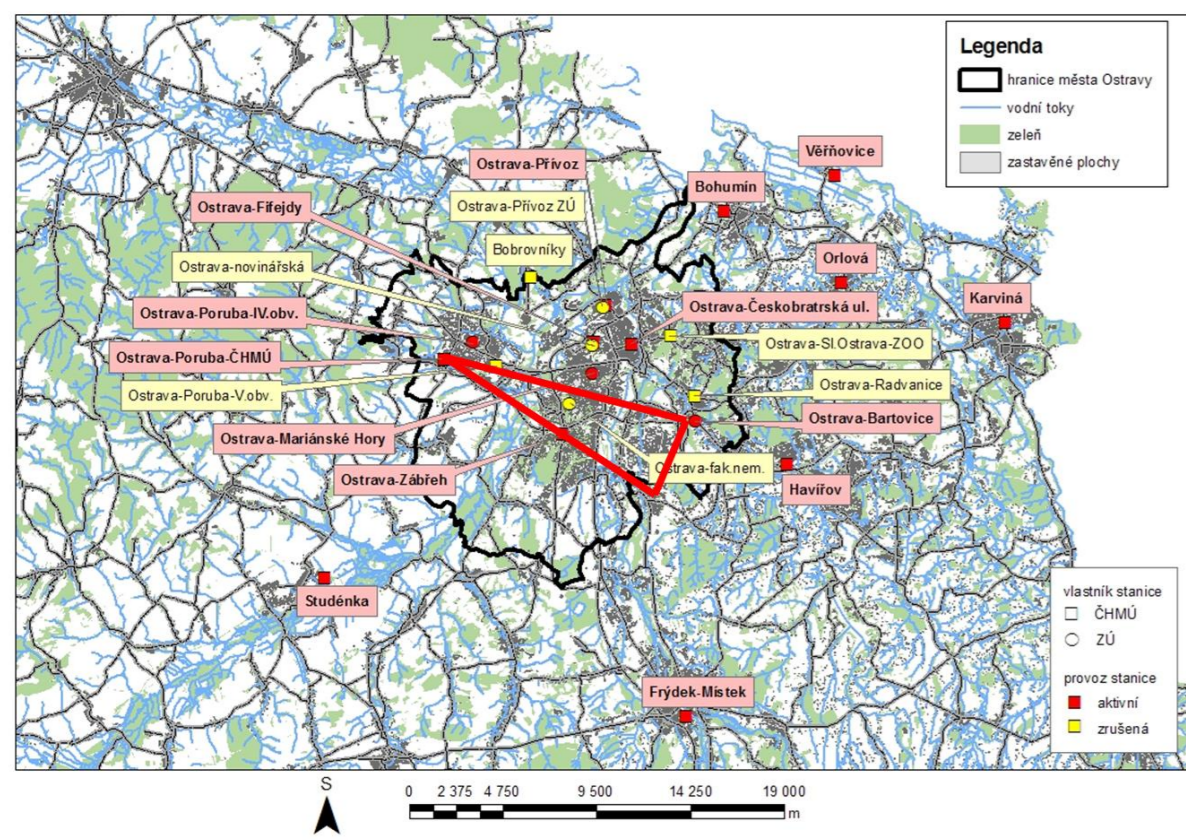 Legenda
hranice města Ostravy
vodní toky
zeleň
zastavěné plochy
Ostrava-Přívoz
Věřňovice
Bohumín
Ostrava-Přívoz ZÚ
Ostrava-Fifejdy
Bobrovníky
Ostrava-novinářská
Orlová
Karviná
Ostrava-Českobratrská ul.
Ostrava-Poruba-IV.obv.
Ostrava-Sl.Ostrava-ZOO
Ostrava-Poruba-ČHMÚ
Ostrava-Radvanice
Ostrava-Poruba-V.obv.
Ostrava-Bartovice
Ostrava-Mariánské Hory
Ostrava-fak.nem.
Ostrava-Zábřeh
Havířov
Studénka
vlastník stanice
ČHMÚ
ZÚ
provoz stanice
aktivní
zrušená
Frýdek-Místek
S
0 2 375 4 750 9 500 14 250 19 000
m